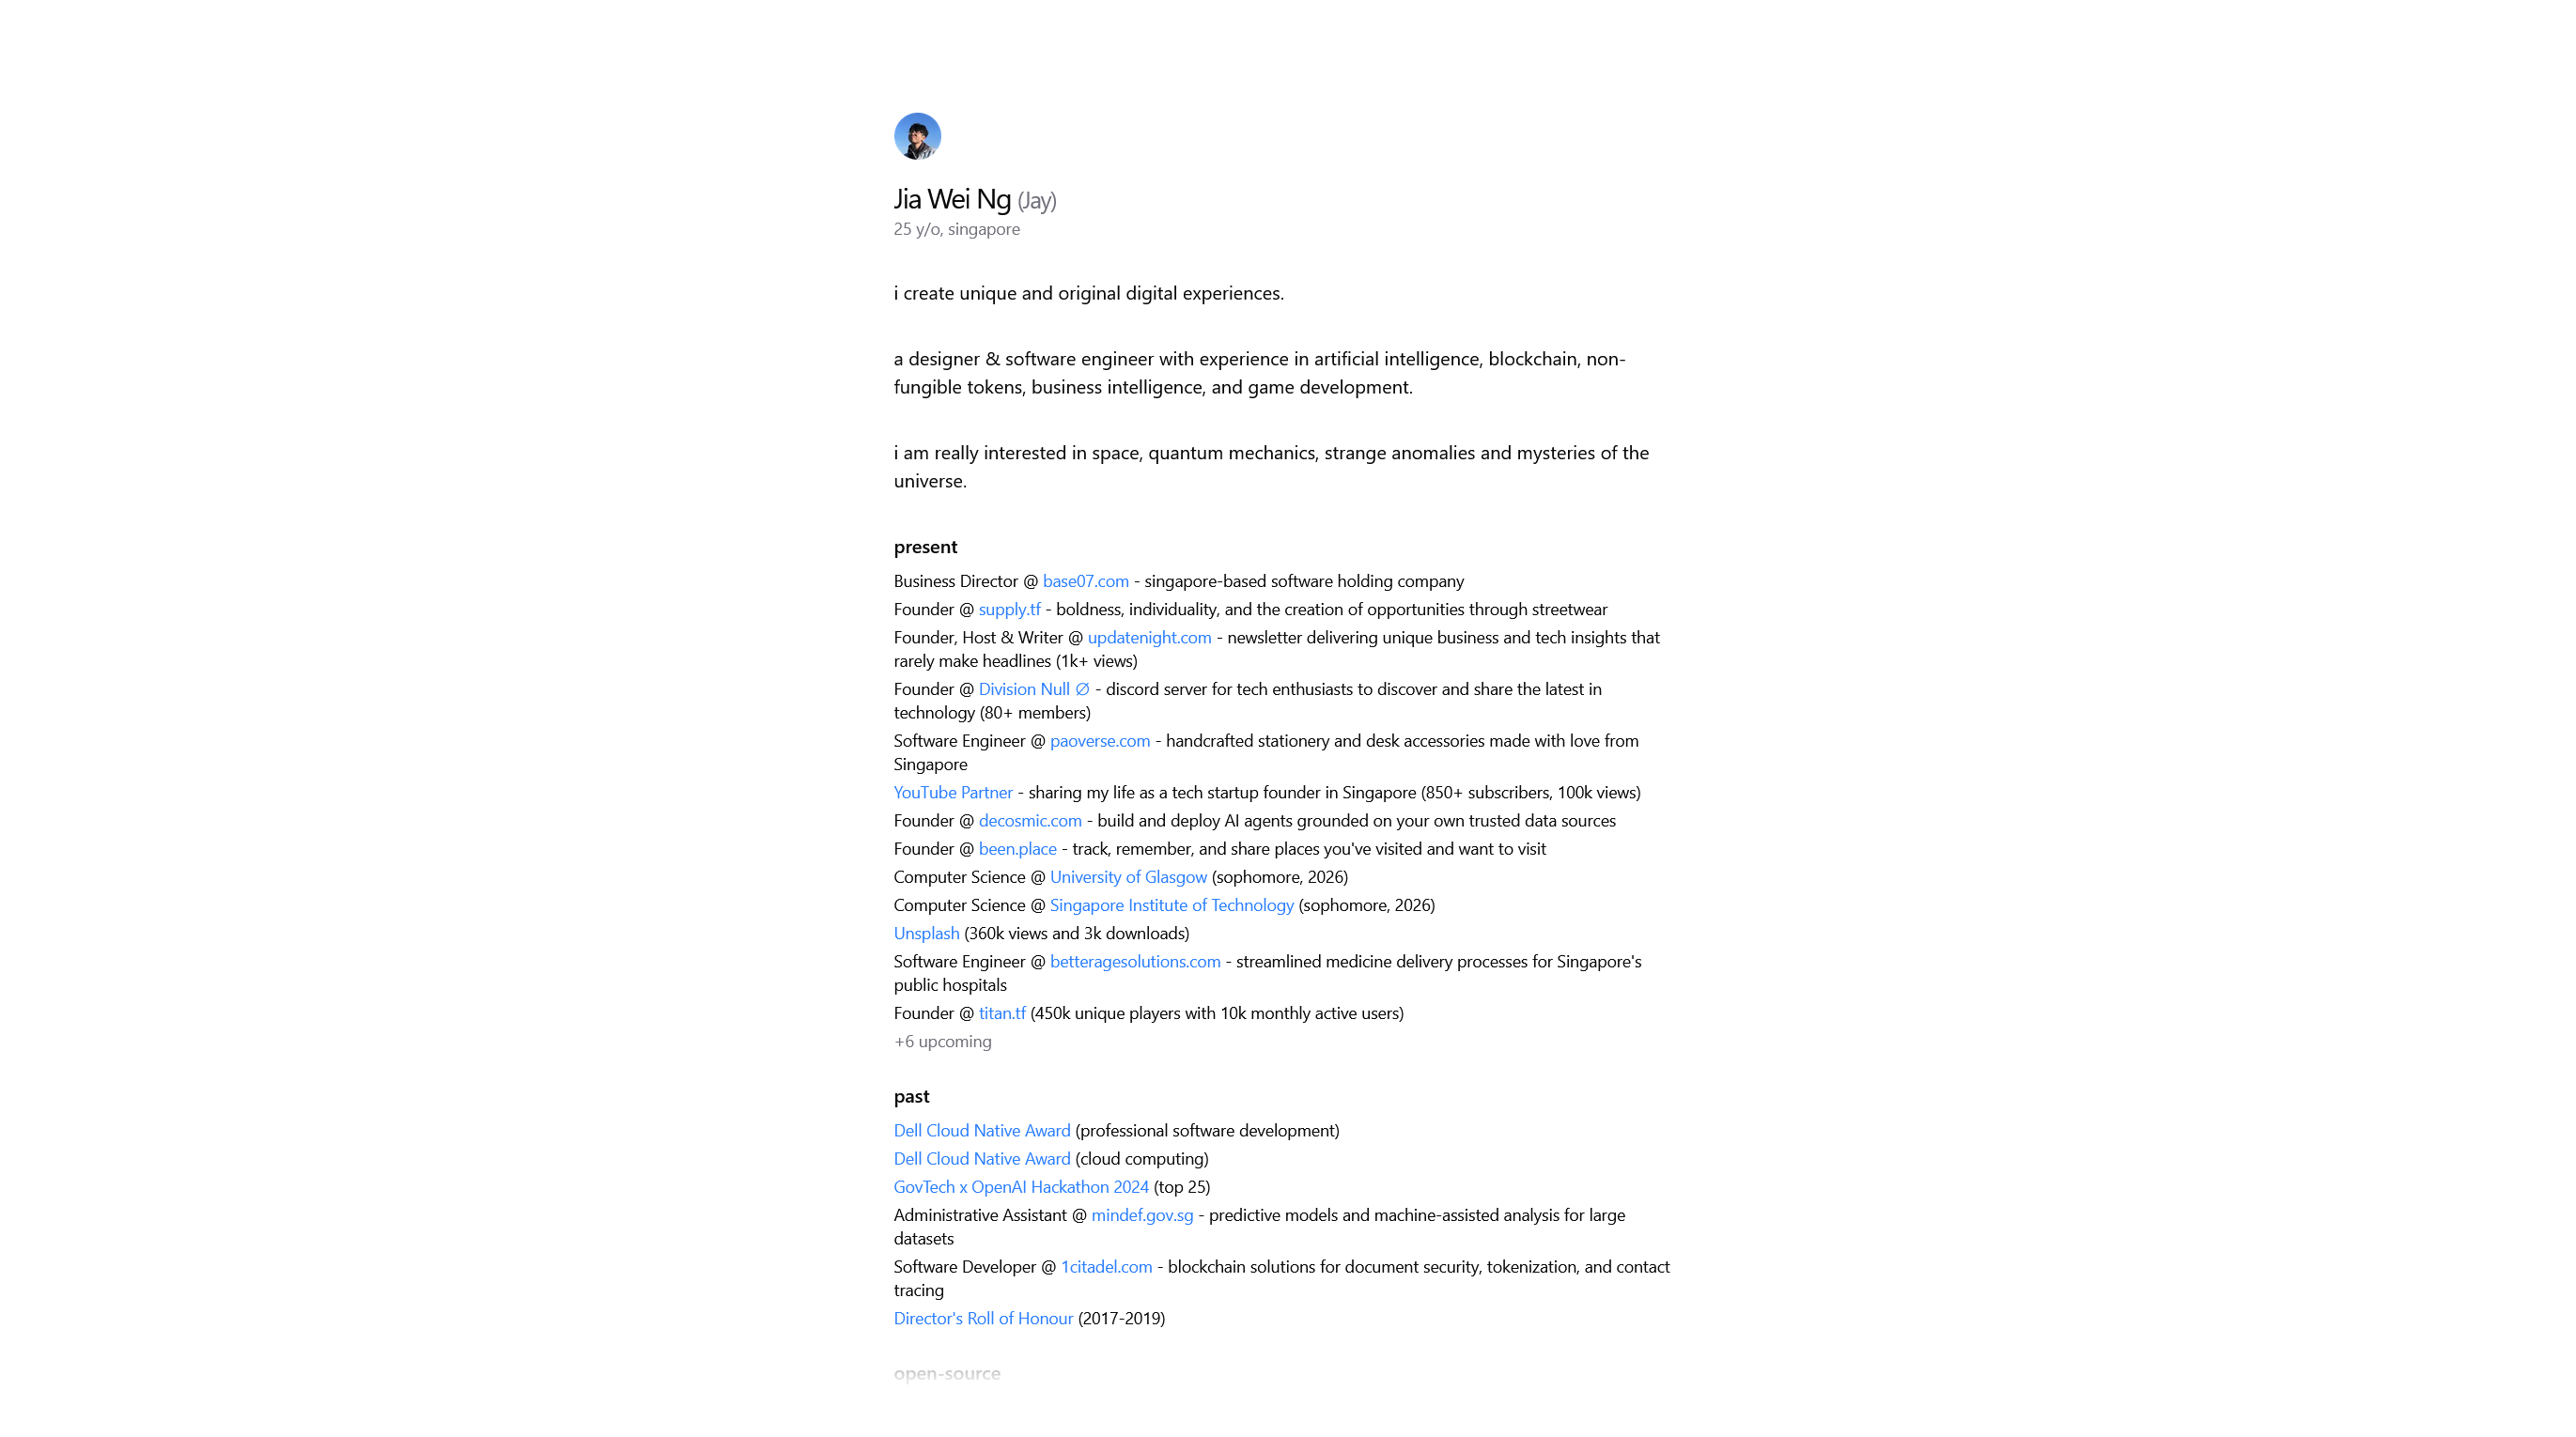 Jia Wei Ng (Jay)
25 y/o, singapore
i create unique and original digital experiences.
a designer & software engineer with experience in artificial intelligence, blockchain, non-
fungible tokens, business intelligence, and game development.
i am really interested in space, quantum mechanics, strange anomalies and mysteries of the
universe.
present
Business Director @ base07.com - singapore-based software holding company
Founder @ supply.tf - boldness, individuality, and the creation of opportunities through streetwear
Founder, Host & Writer @ updatenight.com - newsletter delivering unique business and tech insights that
rarely make headlines (1k+ views)
Founder @ Division Null ∅ - discord server for tech enthusiasts to discover and share the latest in
technology (80+ members)
Software Engineer @ paoverse.com - handcrafted stationery and desk accessories made with love from
Singapore
YouTube Partner - sharing my life as a tech startup founder in Singapore (850+ subscribers, 100k views)
Founder @ decosmic.com - build and deploy AI agents grounded on your own trusted data sources
Founder @ been.place - track, remember, and share places you've visited and want to visit
Computer Science @ University of Glasgow (sophomore, 2026)
Computer Science @ Singapore Institute of Technology (sophomore, 2026)
Unsplash (360k views and 3k downloads)
Software Engineer @ betteragesolutions.com - streamlined medicine delivery processes for Singapore's
public hospitals
Founder @ titan.tf (450k unique players with 10k monthly active users)
+6 upcoming
past
Dell Cloud Native Award (professional software development)
Dell Cloud Native Award (cloud computing)
GovTech x OpenAI Hackathon 2024 (top 25)
Administrative Assistant @ mindef.gov.sg - predictive models and machine-assisted analysis for large
datasets
Software Developer @ 1citadel.com - blockchain solutions for document security, tokenization, and contact
tracing
Director's Roll of Honour (2017-2019)
open-source